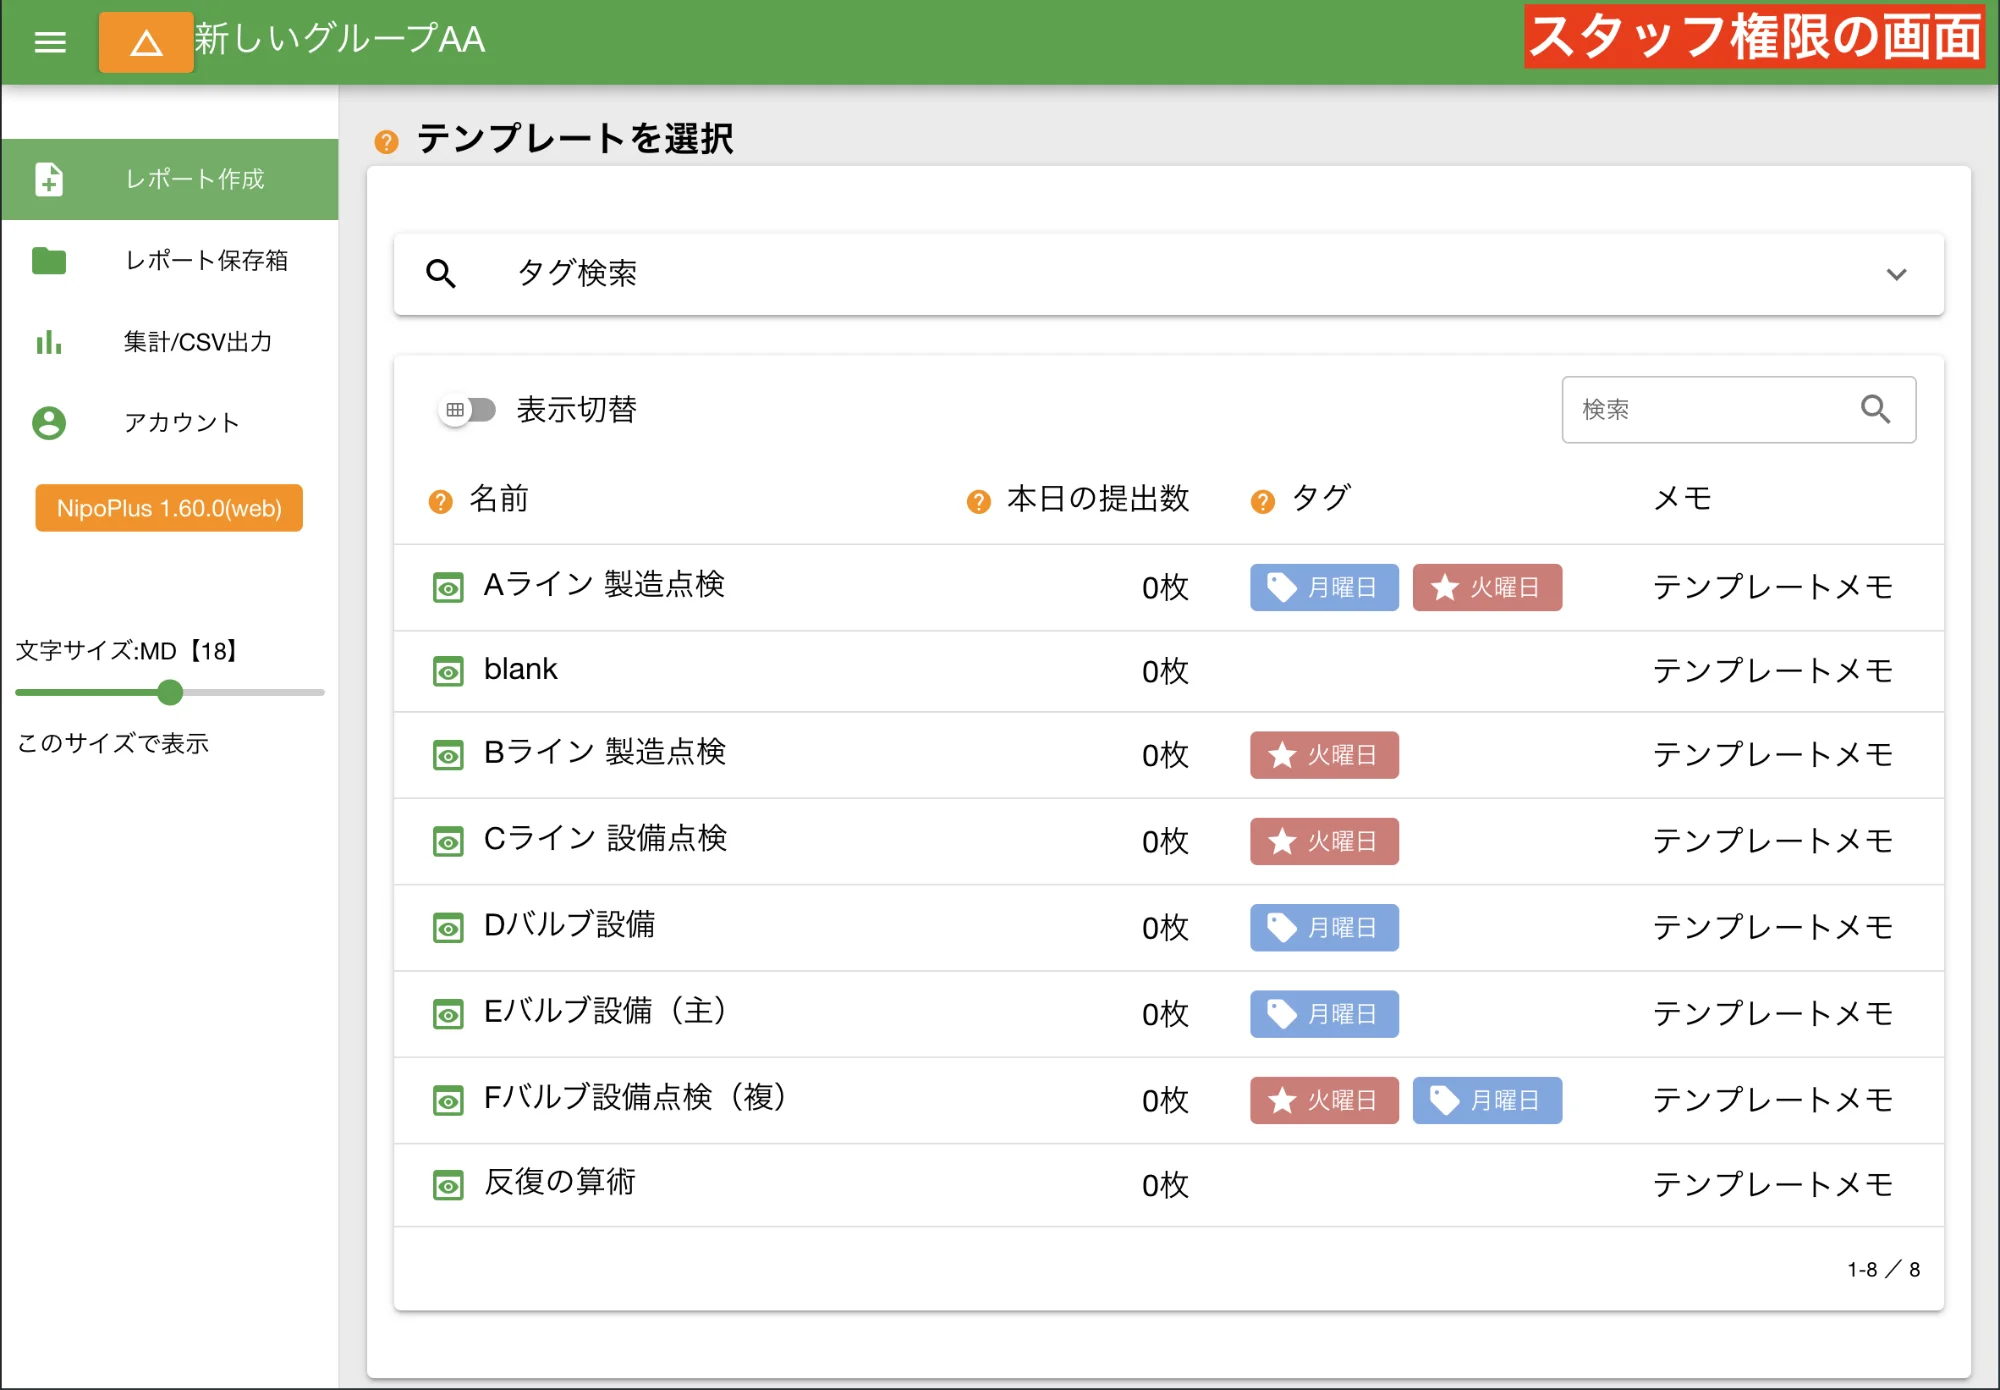 新しいグループAA
スタッフ権限の画面
レポート作成
レポート保存箱
集計/CSV出力
アカウント
NipoPlus 1.60.0(web)
文字サイズ:MD【18】
このサイズで表示
テンプレートを選択
タグ検索
表示切替
検索
名前 本日の提出数 タグ メモ
Aライン 製造点検 0枚 月曜日 火曜日 テンプレートメモ
blank 0枚 テンプレートメモ
Bライン 製造点検 0枚 火曜日 テンプレートメモ
Cライン 設備点検 0枚 火曜日 テンプレートメモ
Dバルブ設備 0枚 月曜日 テンプレートメモ
Eバルブ設備（主） 0枚 月曜日 テンプレートメモ
Fバルブ設備点検（複） 0枚 火曜日 月曜日 テンプレートメモ
反復の算術 0枚 テンプレートメモ
1-8 ／ 8